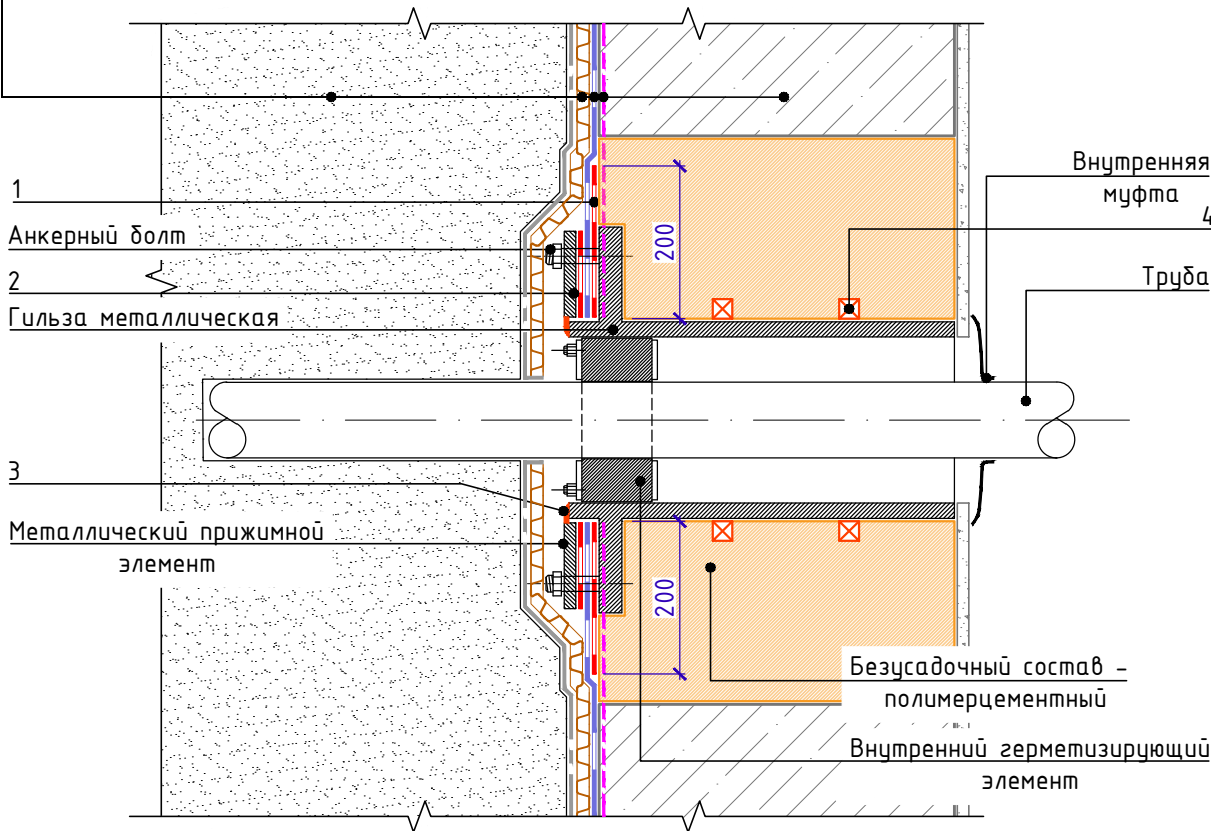 1
Анкерный болт
2
Гильза металлическая
3
Металлический прижимной
элемент
200
200
Внутренняя
муфта
4
Труба
Безусадочный состав -
полимерцементный
Внутренний герметизирующий
элемент